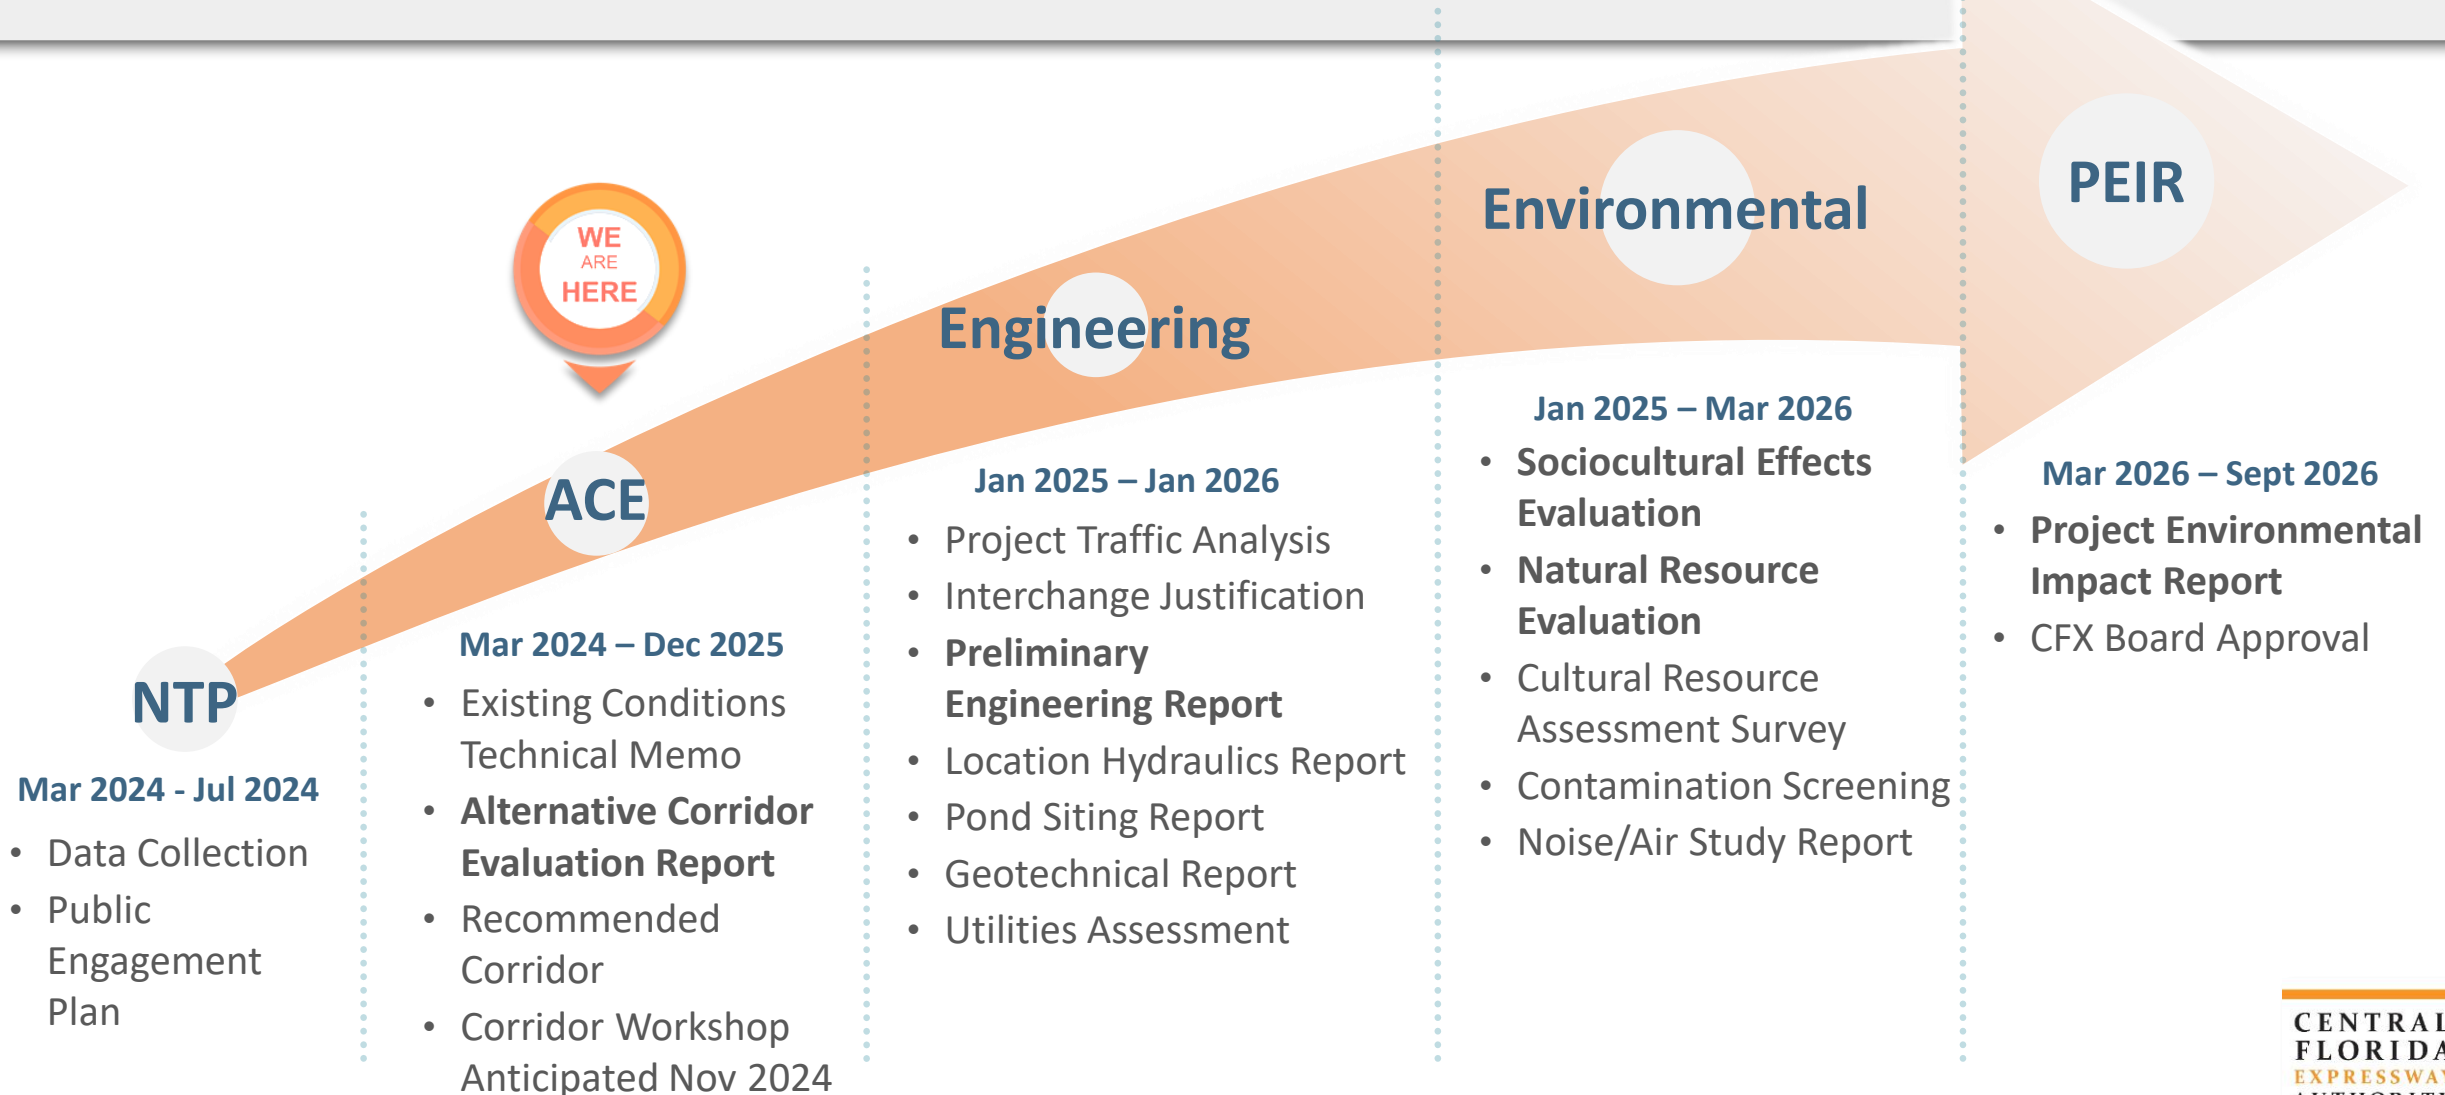 WE
ARE
HERE
NTP
Mar 2024 - Jul 2024
• Data Collection
• Public
Engagement
Plan
ACE
Mar 2024 – Dec 2025
• Existing Conditions
Technical Memo
• Alternative Corridor
Evaluation Report
• Recommended
Corridor
• Corridor Workshop
Anticipated Nov 2024
Engineering
Jan 2025 – Jan 2026
• Project Traffic Analysis
• Interchange Justification
• Preliminary
Engineering Report
• Location Hydraulics Report
• Pond Siting Report
• Geotechnical Report
• Utilities Assessment
Environmental
Jan 2025 – Mar 2026
• Sociocultural Effects
Evaluation
• Natural Resource
Evaluation
• Cultural Resource
Assessment Survey
• Contamination Screening
• Noise/Air Study Report
PEIR
Mar 2026 – Sept 2026
• Project Environmental
Impact Report
• CFX Board Approval
CENTRAL
FLORIDA
EXPRESSWAY
AUTHORITY